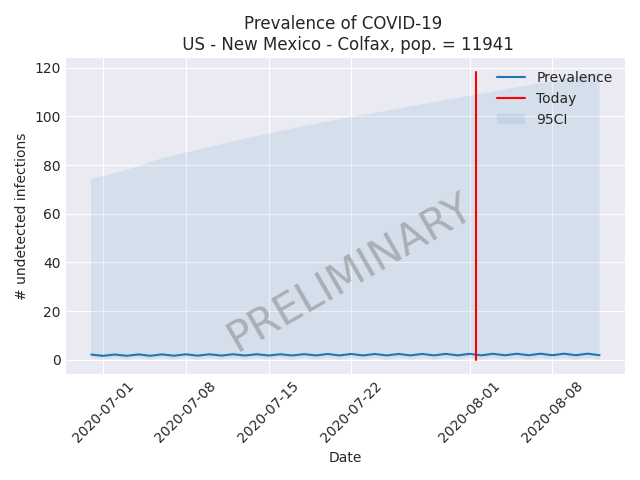 Prevalence of COVID-19
US - New Mexico - Colfax, pop. = 11941
120
100
80
60
40
20
0
# undetected infections
Prevalence
Today
95CI
PRELIMINARY
2020-07-01
2020-07-08
2020-07-15
2020-07-22
2020-08-01
2020-08-08
Date